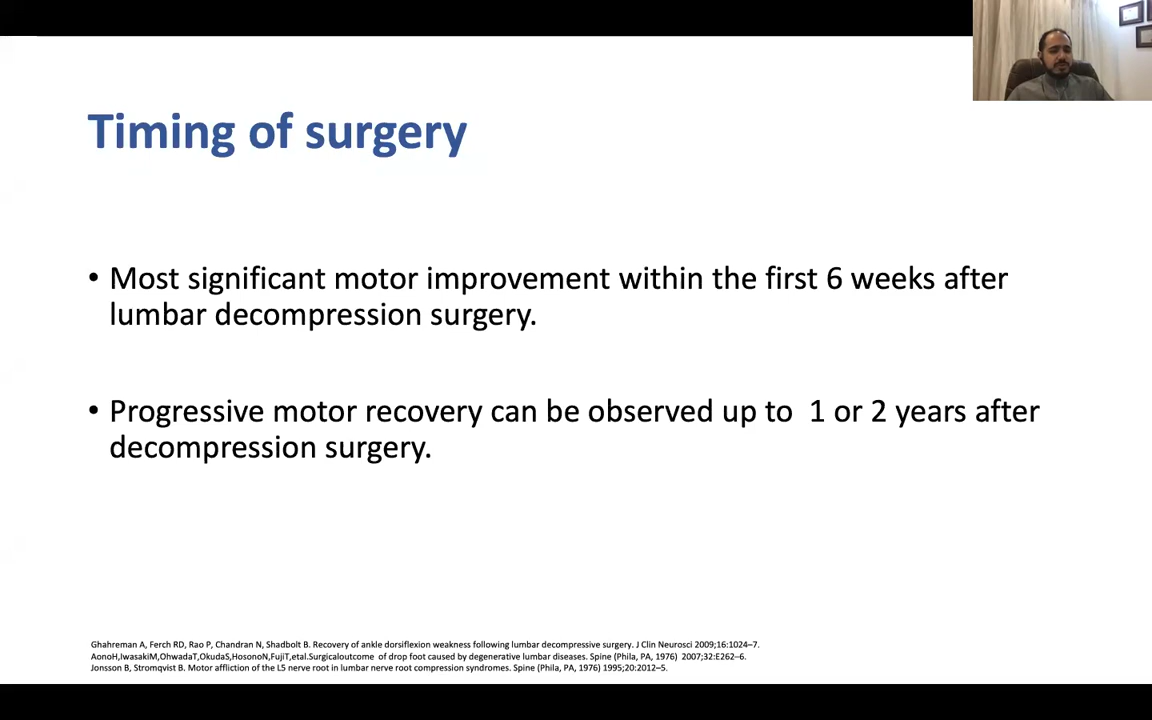 Timing of surgery
• Most significant motor improvement within the first 6 weeks after
lumbar decompression surgery.
• Progressive motor recovery can be observed up to  1 or 2 years after
decompression surgery.
Ghahreman A, Ferch RD, Rao P, Chandran N, Shadbolt B. Recovery of ankle dorsiflexion weakness following lumbar decompressive surgery. J Clin Neurosci 2009;16:1024–7.
AonoH,IwasakiM,OhwadaT,OkudaS,HosonoN,FujiT,etal.Surgicaloutcome  of drop foot caused by degenerative lumbar diseases. Spine (Phila, PA, 1976)  2007;32:E262–6.
Jonsson B, Stromqvist B. Motor affliction of the L5 nerve root in lumbar nerve root compression syndromes. Spine (Phila, PA, 1976) 1995;20:2012–5.